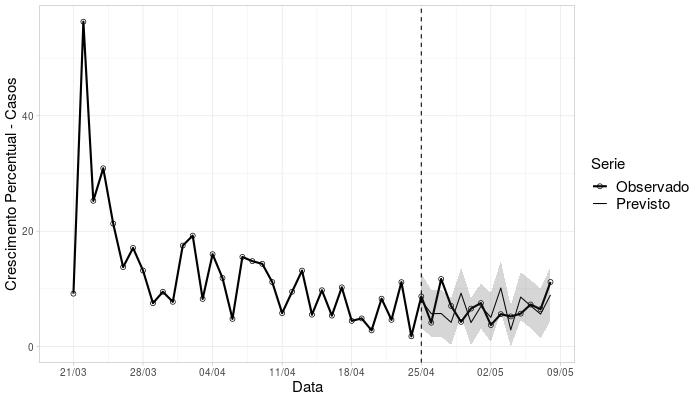 Crescimento Percentual - Casos
40
20
0
21/03 28/03 04/04 11/04 18/04 25/04 02/05 09/05
Data
Serie
Observado
Previsto